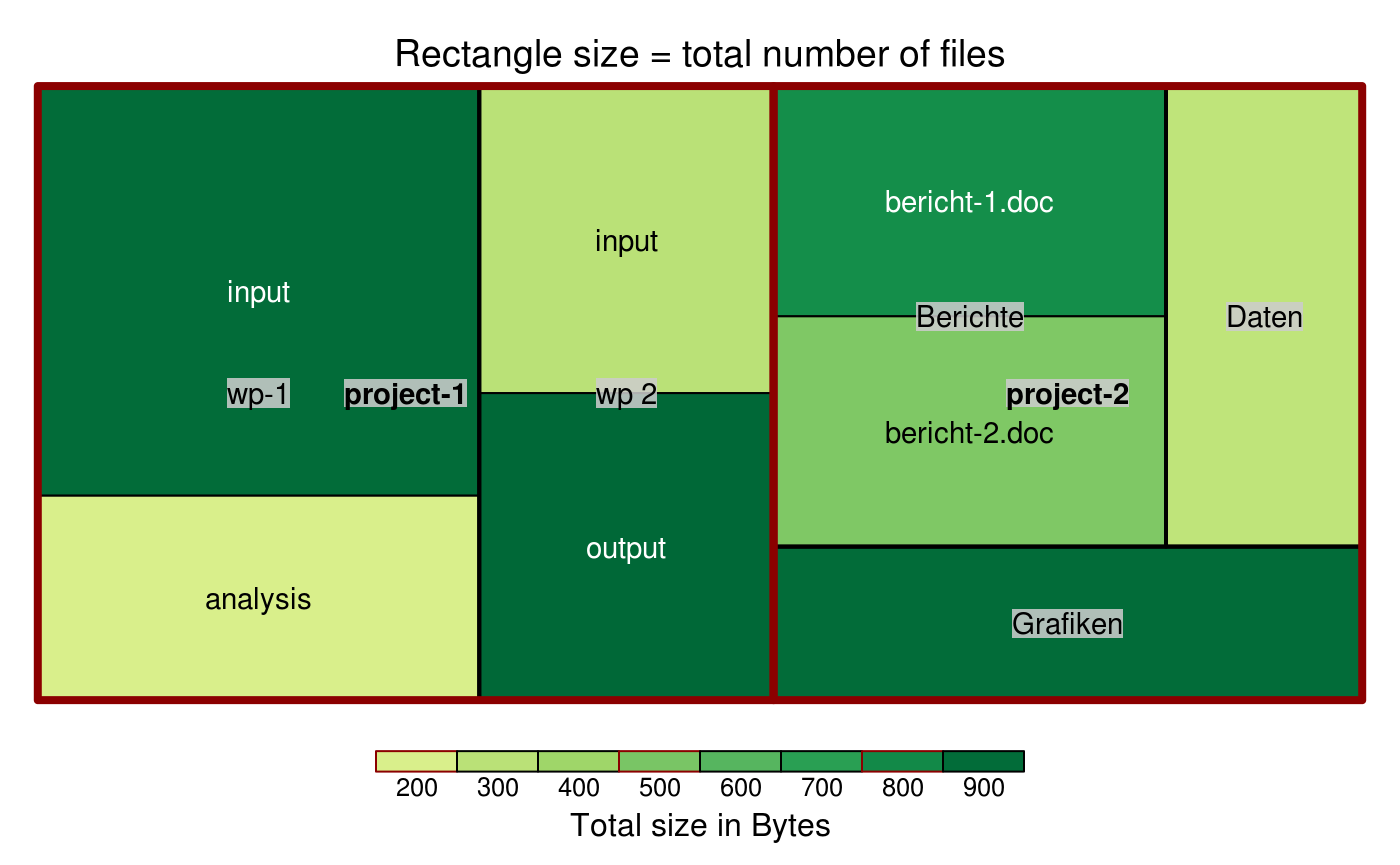 Rectangle size = total number of files
input
wp-1
project-1
analysis
input
wp 2
output
bericht-1.doc
Berichte
project-2
bericht-2.doc
Daten
Grafiken
200 300 400 500 600 700 800 900
Total size in Bytes